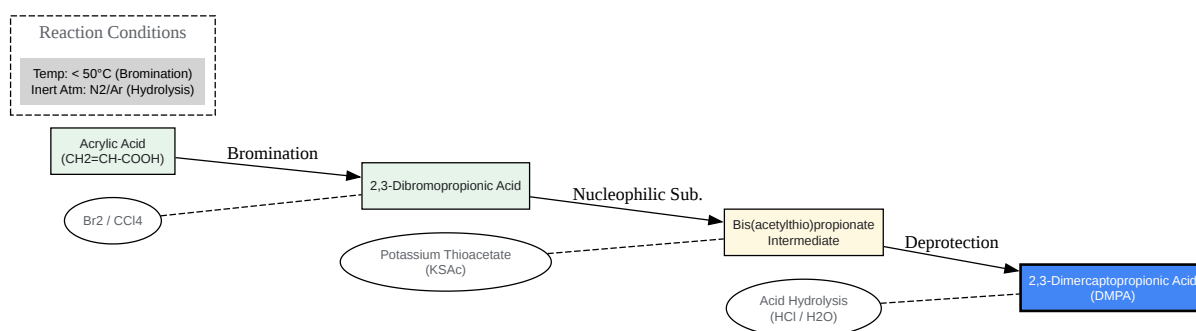 Reaction Conditions
Temp: < 50°C (Bromination)
Inert Atm: N2/Ar (Hydrolysis)
Acrylic Acid
(CH2=CH-COOH)
Bromination
2,3-Dibromopropionic Acid
Br2 / CCl4
Nucleophilic Sub.
Bis(acetylthio)propionate
Intermediate
Potassium Thioacetate
(KSAc)
Deprotection
2,3-Dimercaptopropionic Acid
(DMPA)
Acid Hydrolysis
(HCl / H2O)